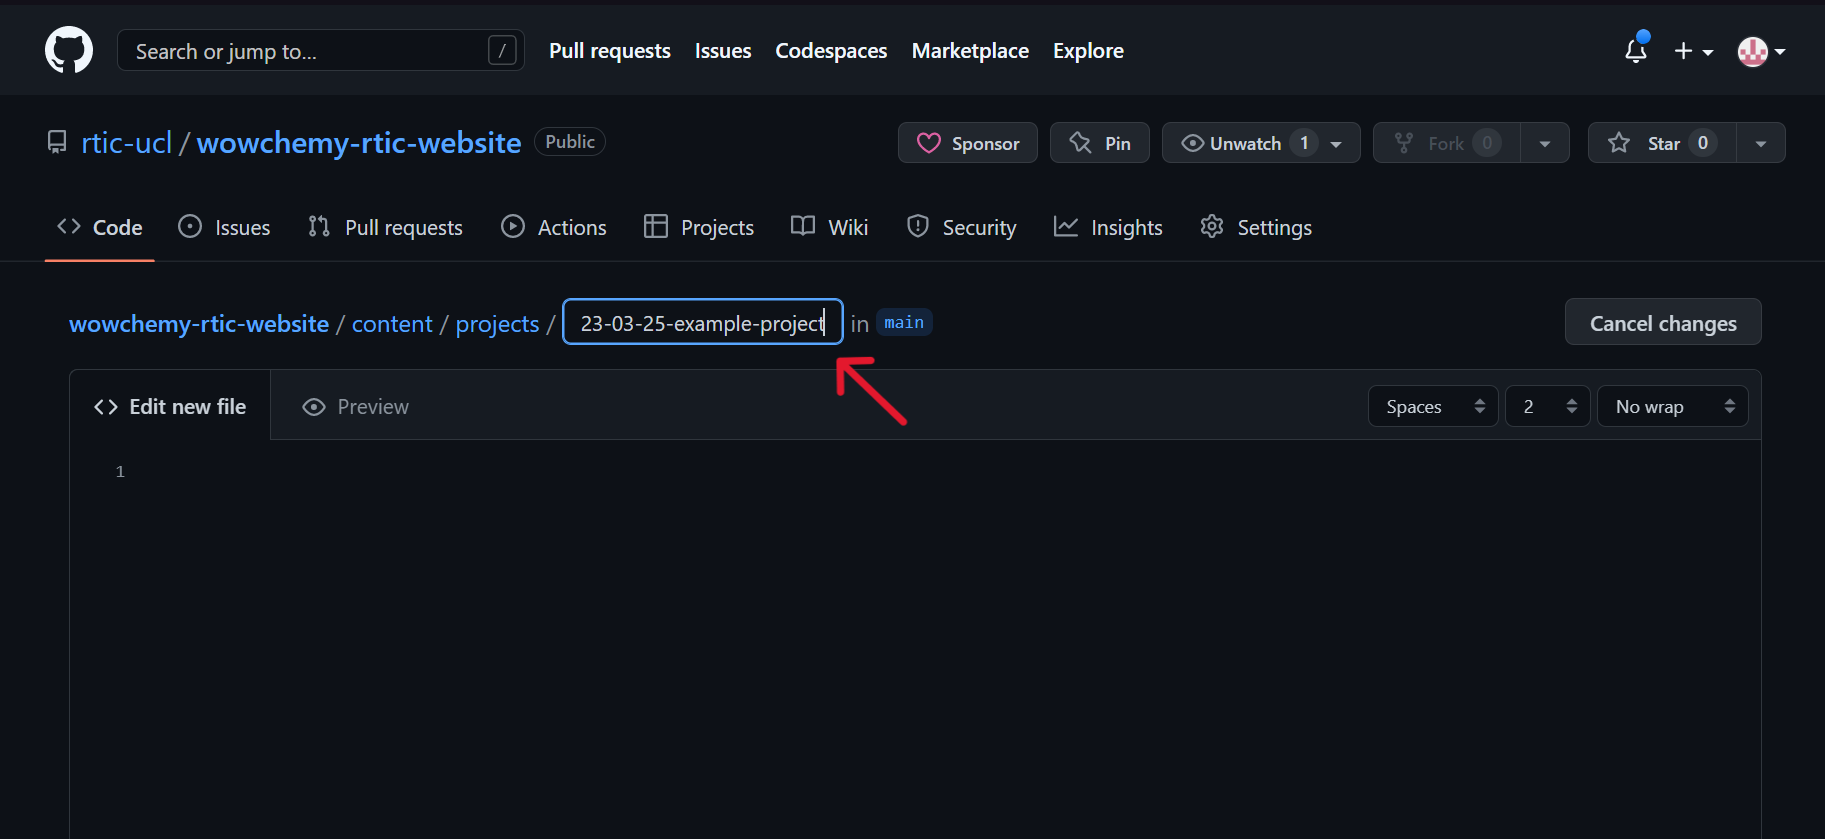 Search or jump to... / Pull requests Issues Codespaces Marketplace Explore
rtic-ucl / wowchemy-rtic-website Public Sponsor Pin Unwatch 1 Fork 0 Star 0
Code Issues Pull requests Actions Projects Wiki Security Insights Settings
wowchemy-rtic-website / content / projects / 23-03-25-example-project in main Cancel changes
Edit new file Preview Spaces 2 No wrap
1